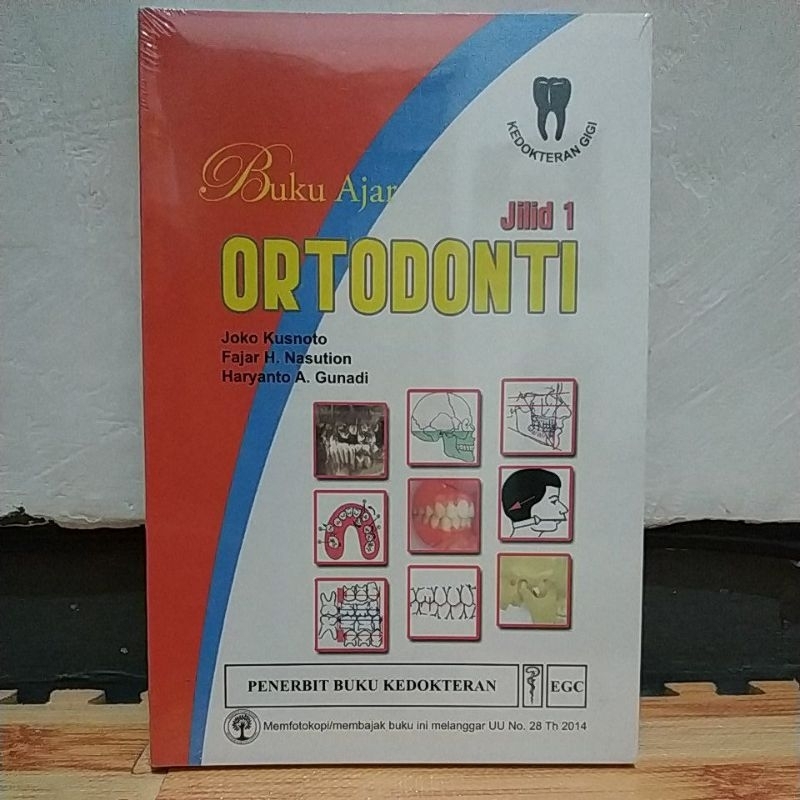 KEDOKTERAN GIGI
Buku Ajar
Jilid 1
ORTODONTI
Joko Kusnoto
Fajar H. Nasution
Haryanto A. Gunadi
PENERBIT BUKU KEDOKTERAN
EGC
Memfotokopi/membajak buku ini melanggar UU No. 28 Th 2014